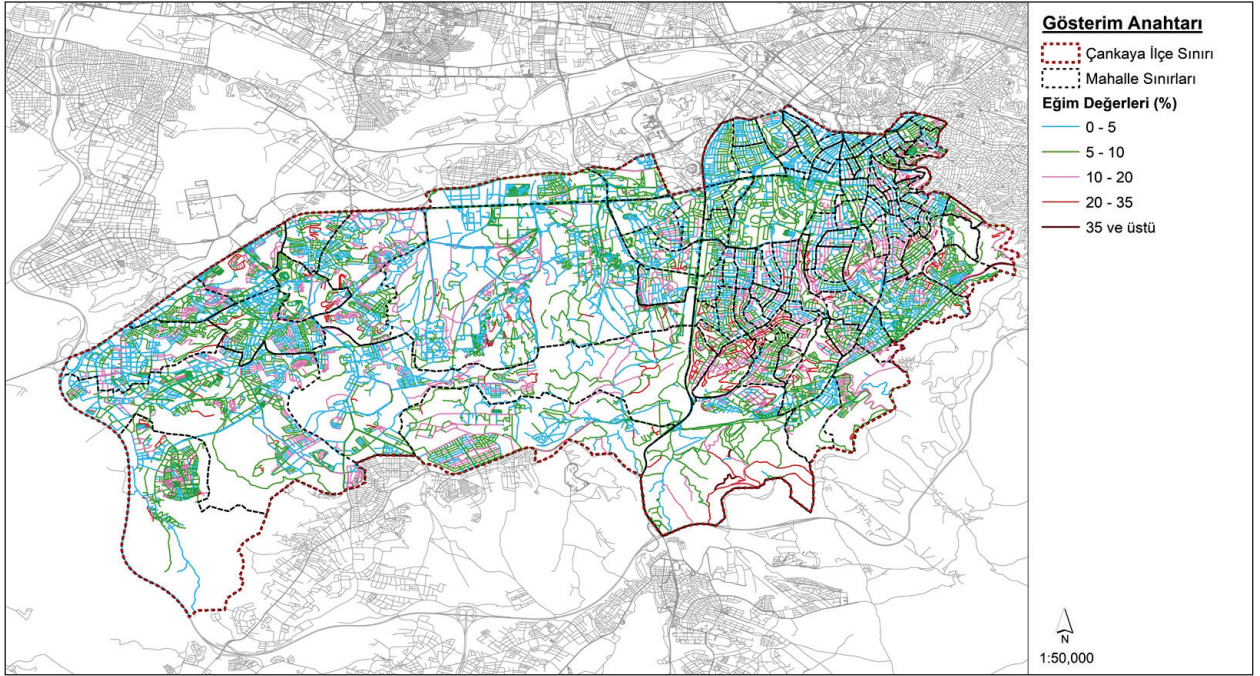 Gösterim Anahtarı
Çankaya İlçe Sınırı
Mahalle Sınırları
Eğim Değerleri (%)
0 - 5
5 - 10
10 - 20
20 - 35
35 ve üstü
N
1:50,000